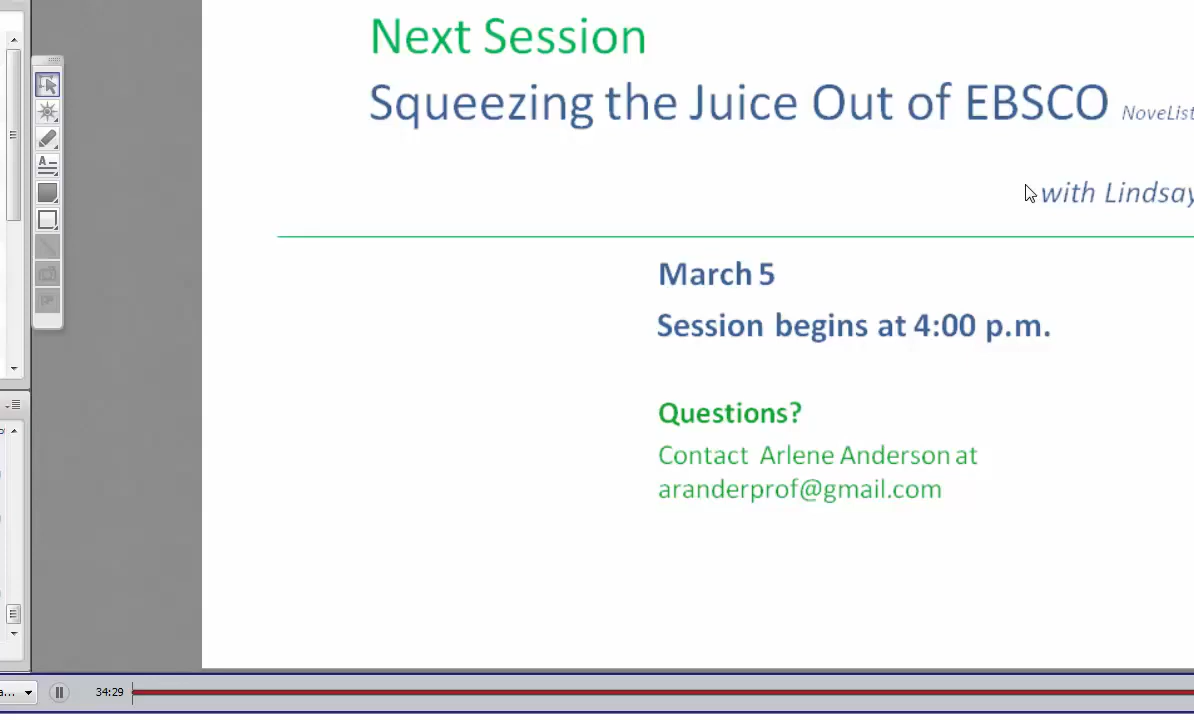 Next Session
Squeezing the Juice Out of EBSCO NoveList
with Lindsay
March 5
Session begins at 4:00 p.m.
Questions?
Contact Arlene Anderson at
aranderprof@gmail.com
a...
34:29